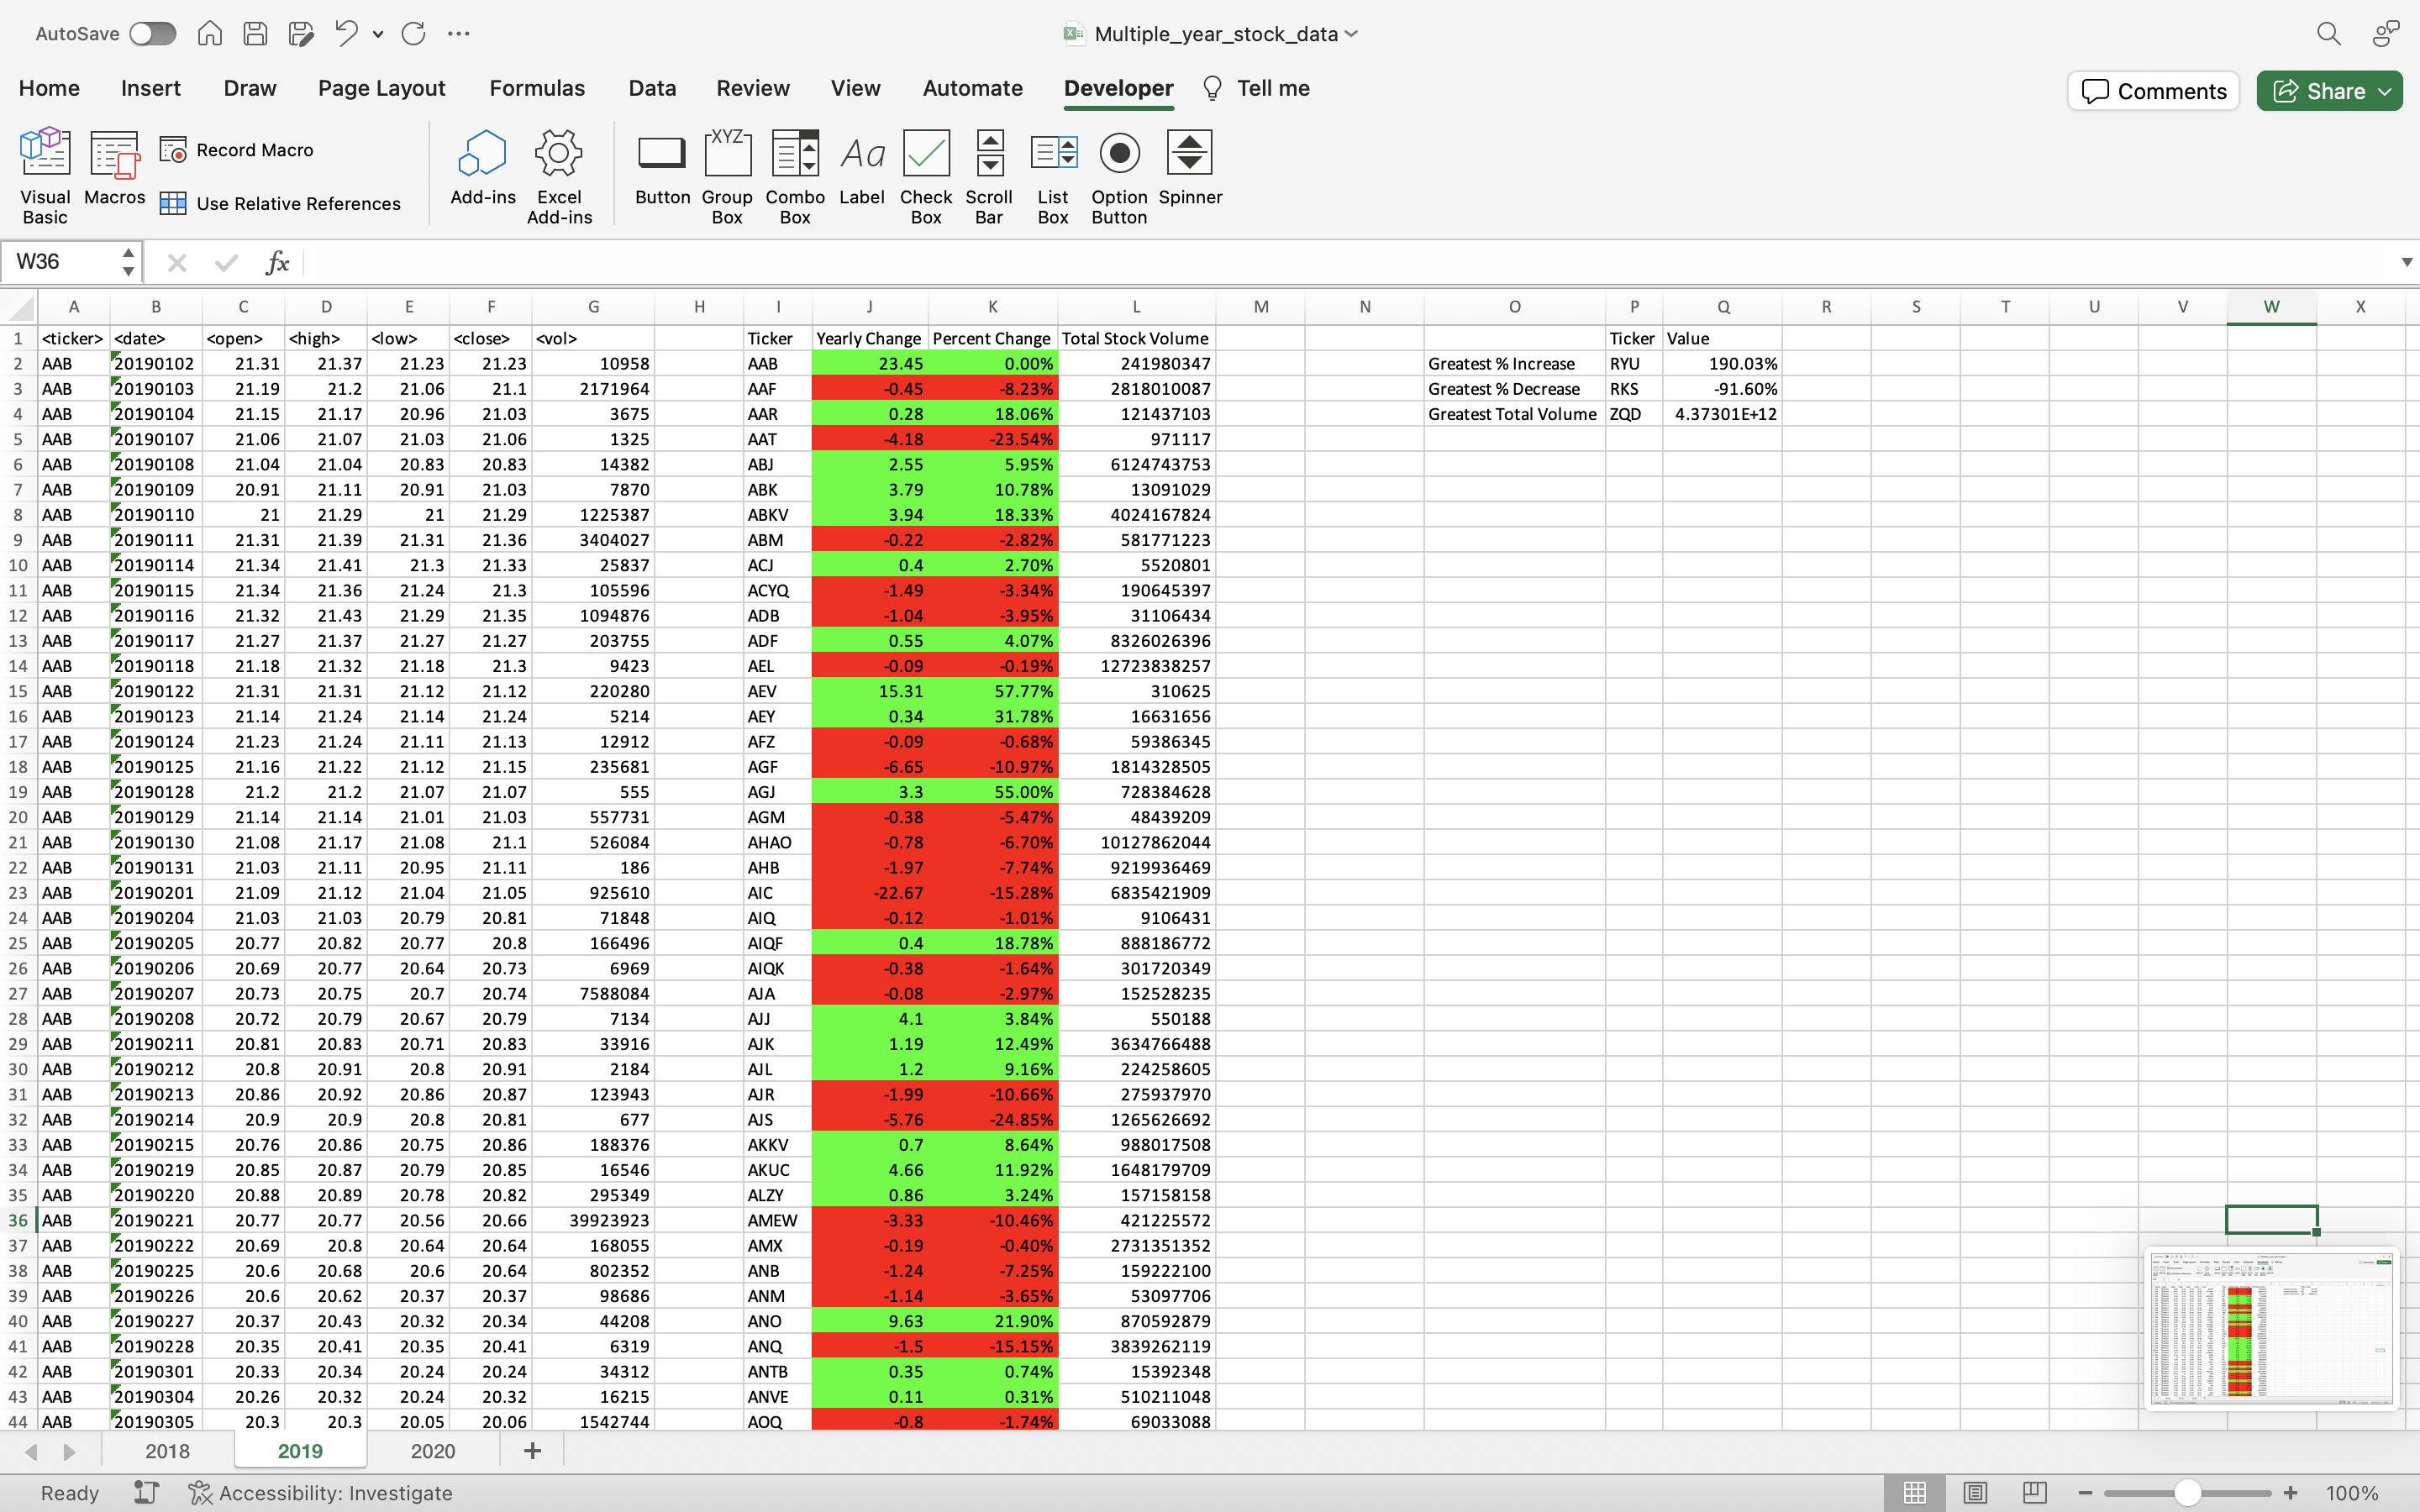 AutoSave
Multiple_year_stock_data
Home Insert Draw Page Layout Formulas Data Review View Automate Developer Tell me Comments Share
Visual Basic
Macros
Record Macro
Use Relative References
Add-ins
Excel Add-ins
Button
Group Box
Combo Box
Label
Check Box
Scroll Bar
List Box
Option Button
Spinner
XYZ
Aa
W36 fx
A B C D E F G H I J K L M N O P Q R S T U V W X
1 <ticker> <date> <open> <high> <low> <close> <vol> Ticker Yearly Change Percent Change Total Stock Volume Ticker Value
2 AAB 20190102 21.31 21.37 21.23 21.23 10958 AAB 23.45 0.00% 241980347 Greatest % Increase RYU 190.03%
3 AAB 20190103 21.19 21.2 21.06 21.1 2171964 AAF -0.45 -8.23% 2818010087 Greatest % Decrease RKS -91.60%
4 AAB 20190104 21.15 21.17 20.96 21.03 3675 AAR 0.28 18.06% 121437103 Greatest Total Volume ZQD 4.37301E+12
5 AAB 20190107 21.06 21.07 21.03 21.06 1325 AAT -4.18 -23.54% 971117
6 AAB 20190108 21.04 21.04 20.83 20.83 14382 ABJ 2.55 5.95% 6124743753
7 AAB 20190109 20.91 21.11 20.91 21.03 7870 ABK 3.79 10.78% 13091029
8 AAB 20190110 21 21.29 21 21.29 1225387 ABKV 3.94 18.33% 4024167824
9 AAB 20190111 21.31 21.39 21.31 21.36 3404027 ABM -0.22 -2.82% 581771223
10 AAB 20190114 21.34 21.41 21.3 21.33 25837 ACJ 0.4 2.70% 5520801
11 AAB 20190115 21.34 21.36 21.24 21.3 105596 ACYQ -1.49 -3.34% 190645397
12 AAB 20190116 21.32 21.43 21.29 21.35 1094876 ADB -1.04 -3.95% 31106434
13 AAB 20190117 21.27 21.37 21.27 21.27 203755 ADF 0.55 4.07% 8326026396
14 AAB 20190118 21.18 21.32 21.18 21.3 9423 AEL -0.09 -0.19% 12723838257
15 AAB 20190122 21.31 21.31 21.12 21.12 220280 AEV 15.31 57.77% 310625
16 AAB 20190123 21.14 21.24 21.14 21.24 5214 AEY 0.34 31.78% 16631656
17 AAB 20190124 21.23 21.24 21.11 21.13 12912 AFZ -0.09 -0.68% 59386345
18 AAB 20190125 21.16 21.22 21.12 21.15 235681 AGF -6.65 -10.97% 1814328505
19 AAB 20190128 21.2 21.2 21.07 21.07 555 AGJ 3.3 55.00% 728384628
20 AAB 20190129 21.14 21.14 21.01 21.03 557731 AGM -0.38 -5.47% 48439209
21 AAB 20190130 21.08 21.17 21.08 21.1 526084 AHAO -0.78 -6.70% 10127862044
22 AAB 20190131 21.03 21.11 20.95 21.11 186 AHB -1.97 -7.74% 9219936469
23 AAB 20190201 21.09 21.12 21.04 21.05 925610 AIC -22.67 -15.28% 6835421909
24 AAB 20190204 21.03 21.03 20.79 20.81 71848 AIQ -0.12 -1.01% 9106431
25 AAB 20190205 20.77 20.82 20.77 20.8 166496 AIQF 0.4 18.78% 888186772
26 AAB 20190206 20.69 20.77 20.64 20.73 6969 AIQK -0.38 -1.64% 301720349
27 AAB 20190207 20.73 20.75 20.7 20.74 7588084 AJA -0.08 -2.97% 152528235
28 AAB 20190208 20.72 20.79 20.67 20.79 7134 AJJ 4.1 3.84% 550188
29 AAB 20190211 20.81 20.83 20.71 20.83 33916 AJK 1.19 12.49% 3634766488
30 AAB 20190212 20.8 20.91 20.8 20.91 2184 AJL 1.2 9.16% 224258605
31 AAB 20190213 20.86 20.92 20.86 20.87 123943 AJR -1.99 -10.66% 275937970
32 AAB 20190214 20.9 20.9 20.8 20.81 677 AJS -5.76 -24.85% 1265626692
33 AAB 20190215 20.76 20.86 20.75 20.86 188376 AKKV 0.7 8.64% 988017508
34 AAB 20190219 20.85 20.87 20.79 20.85 16546 AKUC 4.66 11.92% 1648179709
35 AAB 20190220 20.88 20.89 20.78 20.82 295349 ALZY 0.86 3.24% 157158158
36 AAB 20190221 20.77 20.77 20.56 20.66 39923923 AMEW -3.33 -10.46% 421225572
37 AAB 20190222 20.69 20.8 20.64 20.64 168055 AMX -0.19 -0.40% 2731351352
38 AAB 20190225 20.6 20.68 20.6 20.64 802352 ANB -1.24 -7.25% 159222100
39 AAB 20190226 20.6 20.62 20.37 20.37 98686 ANM -1.14 -3.65% 53097706
40 AAB 20190227 20.37 20.43 20.32 20.34 44208 ANO 9.63 21.90% 870592879
41 AAB 20190228 20.35 20.41 20.35 20.41 6319 ANQ -1.5 -15.15% 3839262119
42 AAB 20190301 20.33 20.34 20.24 20.24 34312 ANTB 0.35 0.74% 15392348
43 AAB 20190304 20.26 20.32 20.24 20.32 16215 ANVE 0.11 0.31% 510211048
44 AAB 20190305 20.3 20.3 20.05 20.06 1542744 AOQ -0.8 -1.74% 69033088
2018 2019 2020 +
Ready Accessibility: Investigate 100%